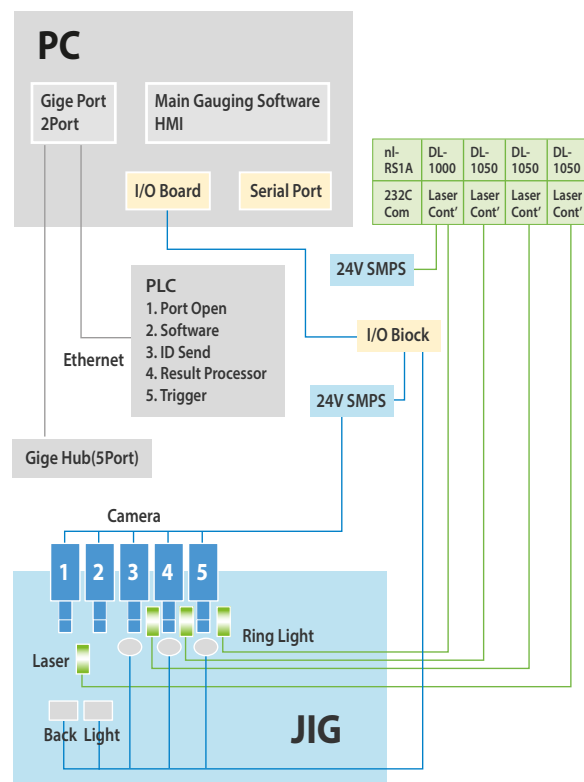 PC
Gige Port
2Port
Main Gauging Software
HMI
I/O Board
Serial Port
nl-
RS1A
DL-
1000
DL-
1050
DL-
1050
DL-
1050
232C
Com
Laser
Cont’
Laser
Cont’
Laser
Cont’
Laser
Cont’
24V SMPS
PLC
1. Port Open
2. Software
3. ID Send
4. Result Processor
5. Trigger
Ethernet
I/O Biock
24V SMPS
Gige Hub(5Port)
Camera
1
2
3
4
5
Ring Light
Laser
Back Light
JIG